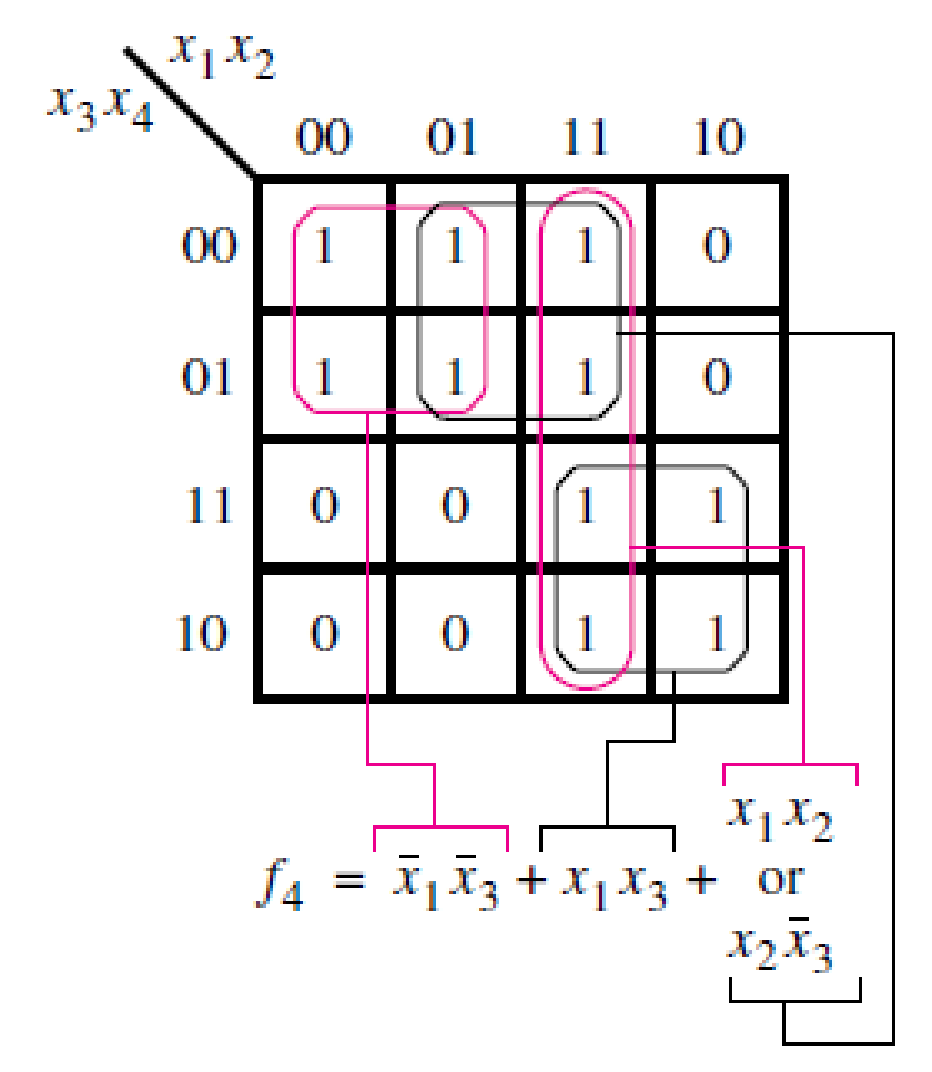 x₁x₂
x₃x₄
00 01 11 10
00 1 1 1 0
01 1 1 1 0
11 0 0 1 1
10 0 0 1 1
x₁x₂
f₄ = x̄₁x̄₃ + x₁x₃ + or
x₂x̄₃